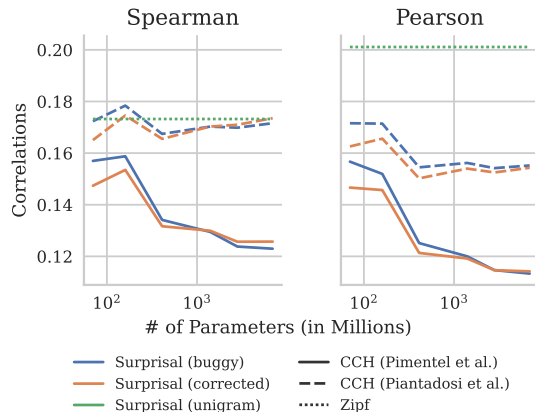 Spearman
Pearson
0.20
0.18
0.16
0.14
0.12
Correlations
10²
10³
10²
10³
# of Parameters (in Millions)
Surprisal (buggy)
Surprisal (corrected)
Surprisal (unigram)
CCH (Pimentel et al.)
CCH (Piantadosi et al.)
Zipf